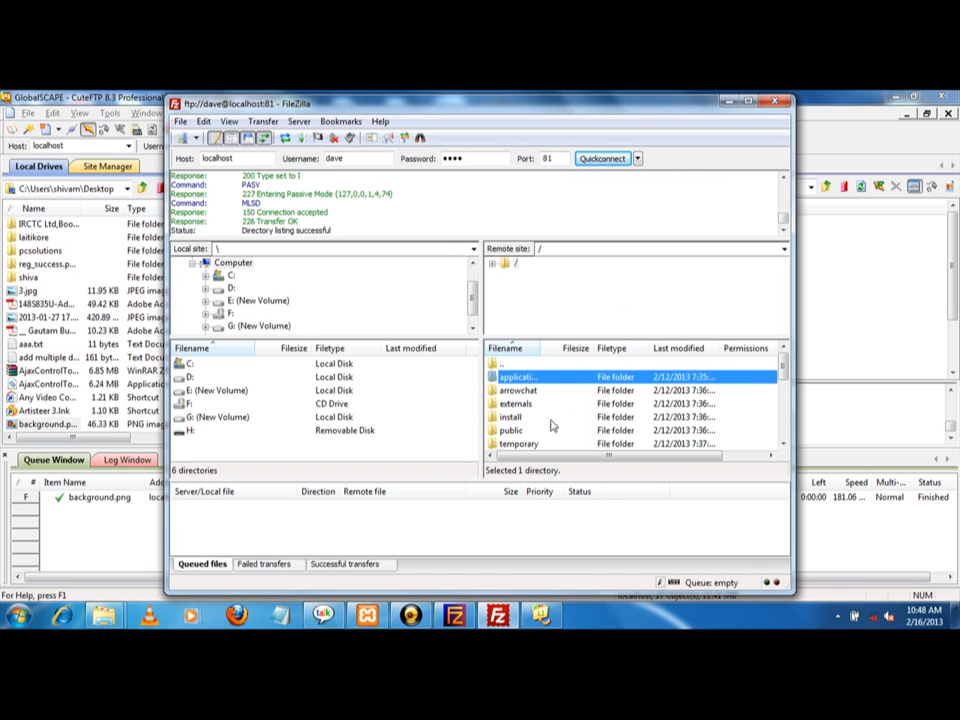 GlobalSCAPE - CuteFTP 8.3 Professional
File Edit View Tools Window
Host: localhost
Local Drives Site Manager
C:\Users\shivam\Desktop
Name Size Type
IRCTC Ltd,Boo... File folder
laitikore File folder
pcsolutions File folder
reg_success.p... File folder
shiva File folder
3.jpg 11.95 KB JPEG imag
1485835U-Ad... 49.42 KB Adobe Ac
2013-01-27 17.... 420.89 ... JPEG imag
__ Gautam Bu... 10.23 KB Adobe Ac
aaa.txt 11 bytes Text Docu
add multiple d... 161 byt... Text Docu
AjaxControlTo... 6.85 MB WinRAR Z
AjaxControlTo... 384 KB Applicatio
Any Video Co... 1.21 KB Shortcut
Artisteer 3.lnk 1.04 KB Shortcut
background.p... 46.33 KB PNG imag
Queue Window Log Window
/ # Item Name
F background.png loca
Left Speed Multi-... Status
0:00:00 181.06 ... Normal Finished
For Help, press F1
NUM
ftp://dave@localhost:81 - FileZilla
File Edit View Transfer Server Bookmarks Help
Host: localhost Username: dave Password: •••• Port: 81 Quickconnect
Response: 200 Type set to I
Command: PASV
Response: 227 Entering Passive Mode (127,0,0,1,4,74)
Command: MLSD
Response: 150 Connection accepted
Response: 226 Transfer OK
Status: Directory listing successful
Local site: \
Computer
C:
D:
E: (New Volume)
F:
G: (New Volume)
Remote site: /
/
Filename Filesize Filetype Last modified
C: Local Disk
D: Local Disk
E: (New Volume) Local Disk
F: CD Drive
G: (New Volume) Local Disk
H: Removable Disk
6 directories
Filename Filesize Filetype Last modified Permissions
..
applicati... File folder 2/12/2013 7:35:...
arrowchat File folder 2/12/2013 7:36:...
externals File folder 2/12/2013 7:36:...
install File folder 2/12/2013 7:36:...
public File folder 2/12/2013 7:36:...
temporary File folder 2/12/2013 7:37:...
Selected 1 directory.
Server/Local file Direction Remote file Size Priority Status
Queued files Failed transfers Successful transfers
Queue: empty
talk
10:48 AM
2/16/2013